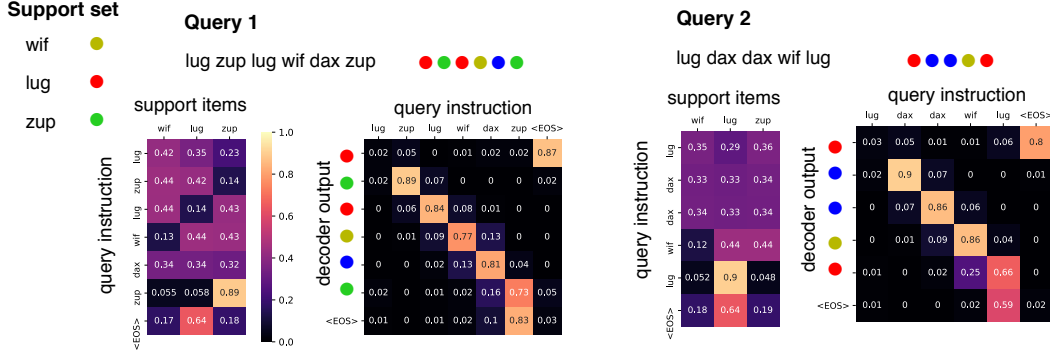 Support set
wif
lug
zup
Query 1
lug zup lug wif dax zup
support items
wif lug zup
query instruction
lug 0.42 0.35 0.23
zup 0.44 0.42 0.14
lug 0.44 0.14 0.43
wif 0.13 0.44 0.43
dax 0.34 0.34 0.32
zup 0.055 0.058 0.89
<EOS> 0.17 0.64 0.18
1.0
0.8
0.6
0.4
0.2
0.0
query instruction
lug zup lug wif dax zup <EOS>
decoder output
0.02 0.05 0 0.01 0.02 0.02 0.87
0.02 0.89 0.07 0 0 0 0.02
0 0.06 0.84 0.08 0.01 0 0
0 0.01 0.09 0.77 0.13 0 0
0 0 0.02 0.13 0.81 0.04 0
0.02 0 0.01 0.02 0.16 0.73 0.05
<EOS> 0.01 0 0.01 0.02 0.1 0.83 0.03
Query 2
lug dax dax wif lug
support items
wif lug zup
query instruction
lug 0.35 0.29 0.36
dax 0.33 0.33 0.34
dax 0.34 0.33 0.34
wif 0.12 0.44 0.44
lug 0.052 0.9 0.048
<EOS> 0.18 0.64 0.19
query instruction
lug dax dax wif lug <EOS>
decoder output
0.03 0.05 0.01 0.01 0.06 0.8
0 0.9 0.07 0 0 0.01
0 0.07 0.86 0.06 0 0
0 0.01 0.09 0.86 0.04 0
0.01 0 0 0.25 0.66 0.01
<EOS> 0.01 0 0 0.01 0.59 0.02